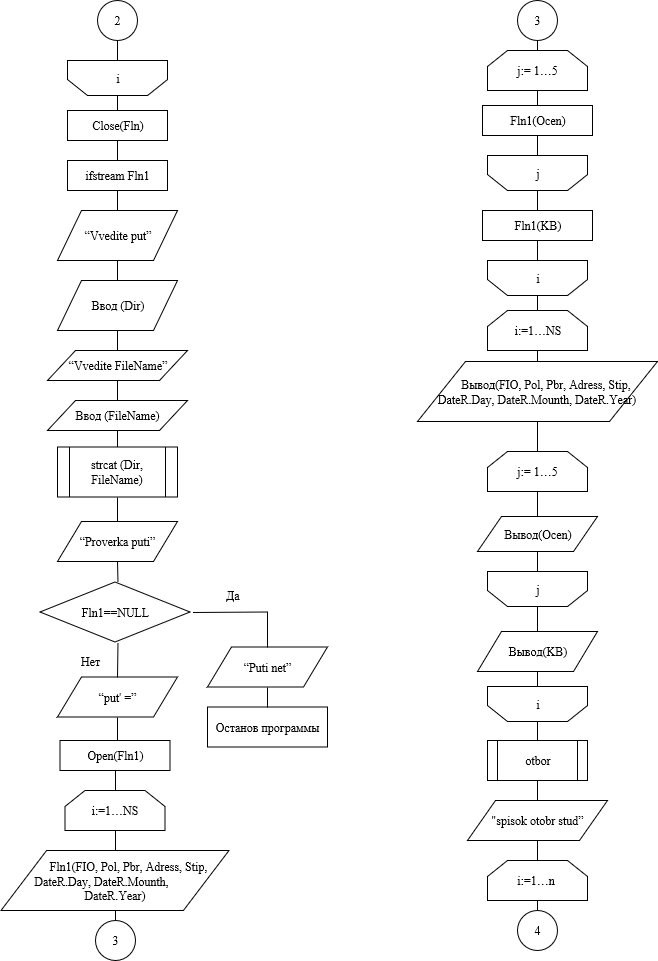 2
i
Close(Fln)
ifstream Fln1
“Vvedite put”
Ввод (Dir)
“Vvedite FileName”
Ввод (FileName)
strcat (Dir,
FileName)
“Proverka puti”
Fln1==NULL
Да
Нет
“Puti net”
“put' =”
Останов программы
Open(Fln1)
i:=1…NS
Fln1(FIO, Pol, Pbr, Adress, Stip,
DateR.Day, DateR.Mounth,
DateR.Year)
3
3
j:= 1…5
Fln1(Ocen)
j
Fln1(KB)
i
i:=1…NS
Вывод(FIO, Pol, Pbr, Adress, Stip,
DateR.Day, DateR.Mounth, DateR.Year)
j:= 1…5
Вывод(Ocen)
j
Вывод(KB)
i
otbor
"spisok otobr stud”
i:=1…n
4